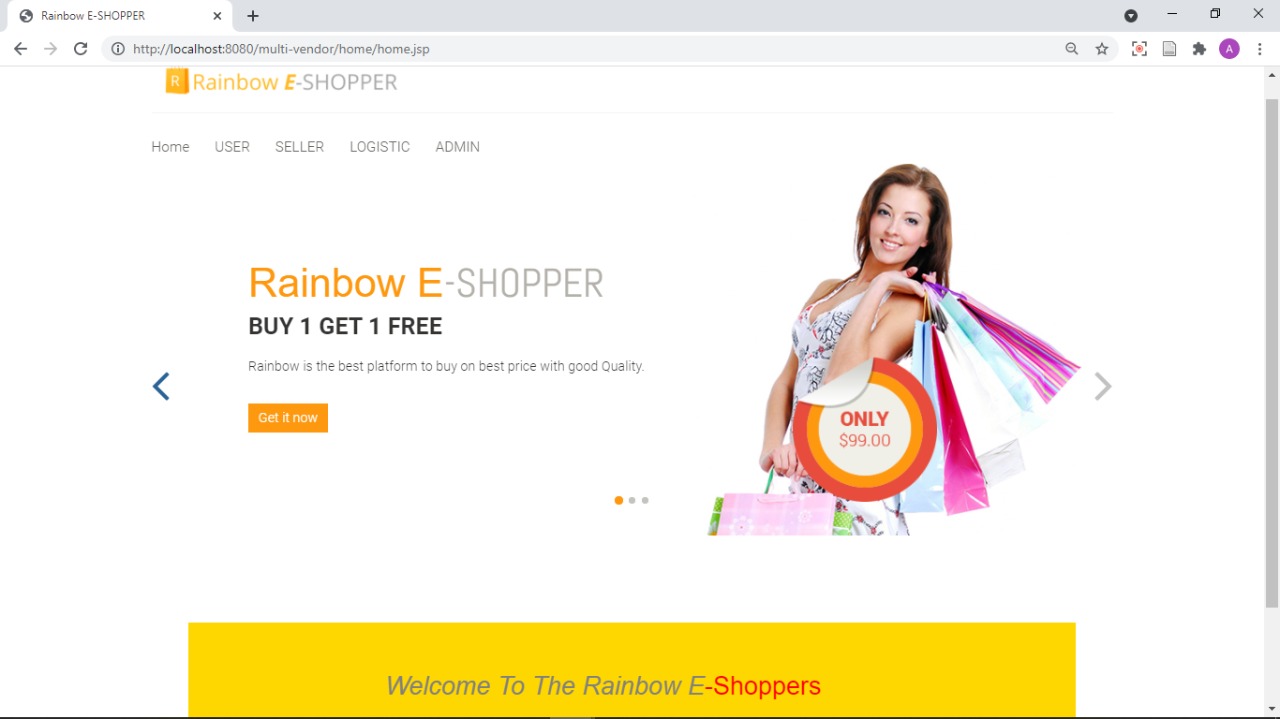 Rainbow E-SHOPPER
http://localhost:8080/multi-vendor/home/home.jsp
A
R Rainbow E-SHOPPER
Home USER SELLER LOGISTIC ADMIN
Rainbow E-SHOPPER
BUY 1 GET 1 FREE
Rainbow is the best platform to buy on best price with good Quality.
Get it now
ONLY
$99.00
Welcome To The Rainbow E-Shoppers